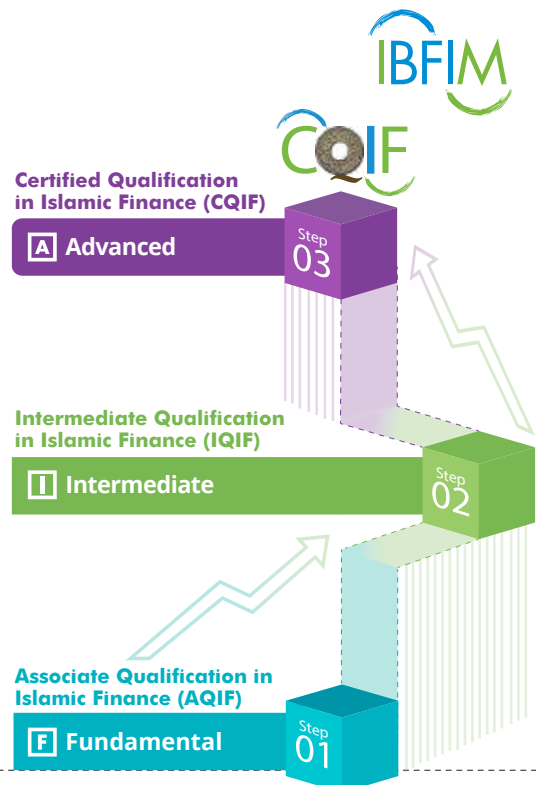 IBFIM
CQIF
Certified Qualification
in Islamic Finance (CQIF)
A Advanced
Step
03
Intermediate Qualification
in Islamic Finance (IQIF)
I Intermediate
Step
02
Associate Qualification in
Islamic Finance (AQIF)
F Fundamental
Step
01